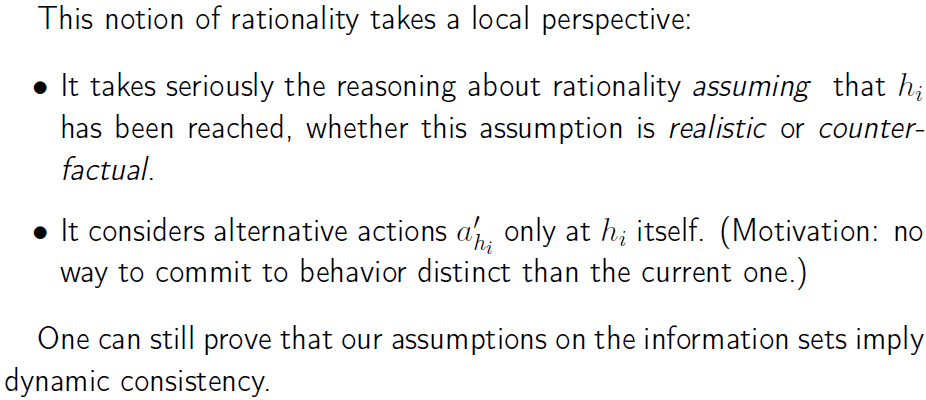 This notion of rationality takes a local perspective:
• It takes seriously the reasoning about rationality assuming that $h_i$
has been reached, whether this assumption is realistic or counter-
factual.
• It considers alternative actions $a'_{h_i}$ only at $h_i$ itself. (Motivation: no
way to commit to behavior distinct than the current one.)
One can still prove that our assumptions on the information sets imply
dynamic consistency.